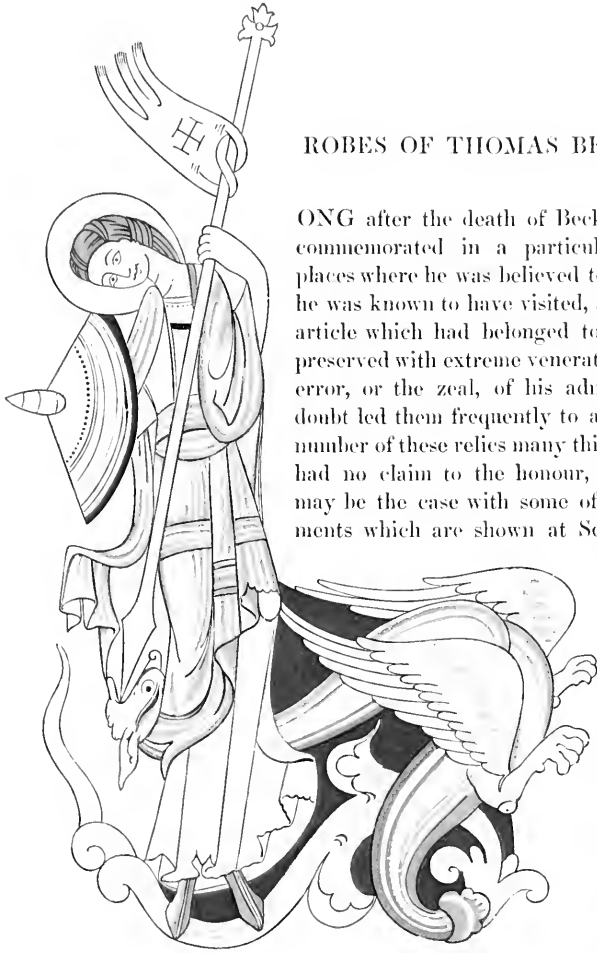 ROBES OF THOMAS BE
ONG after the death of Beck
commemorated in a particul
places where he was believed t
he was known to have visited,
article which had belonged to
preserved with extreme venerat
error, or the zeal, of his adm
doubt led them frequently to a
number of these relics many thi
had no claim to the honour,
may be the case with some of
ments which are shown at Se